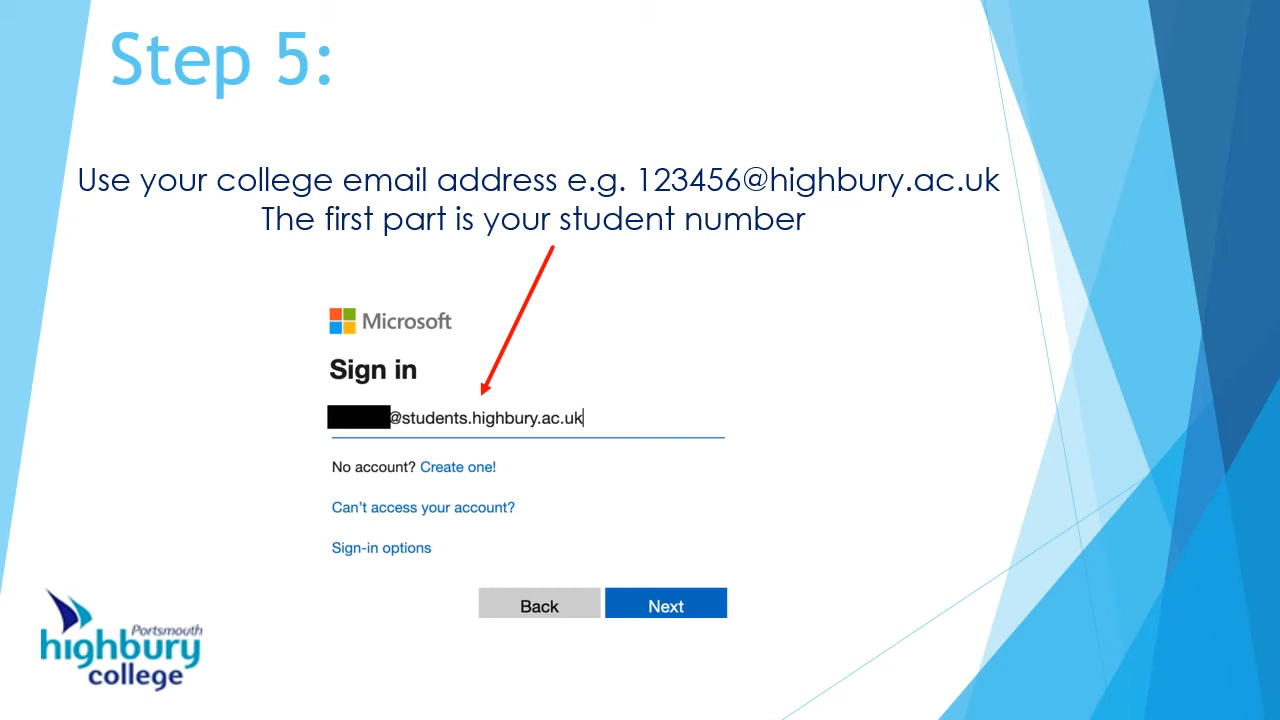 Step 5:
Use your college email address e.g. 123456@highbury.ac.uk
The first part is your student number
Microsoft
Sign in
@students.highbury.ac.uk
No account? Create one!
Can't access your account?
Sign-in options
Back
Next
Portsmouth
highbury
college